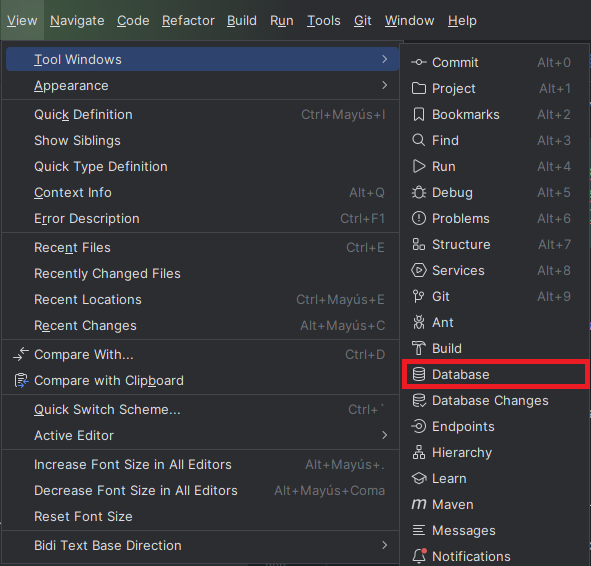 View Navigate Code Refactor Build Run Tools Git Window Help
Tool Windows
Appearance
Quick Definition Ctrl+Mayús+I
Show Siblings
Quick Type Definition
Context Info Alt+Q
Error Description Ctrl+F1
Recent Files Ctrl+E
Recently Changed Files
Recent Locations Ctrl+Mayús+E
Recent Changes Alt+Mayús+C
Compare With... Ctrl+D
Compare with Clipboard
Quick Switch Scheme... Ctrl+`
Active Editor
Increase Font Size in All Editors Alt+Mayús+.
Decrease Font Size in All Editors Alt+Mayús+Coma
Reset Font Size
Bidi Text Base Direction
Commit Alt+0
Project Alt+1
Bookmarks Alt+2
Find Alt+3
Run Alt+4
Debug Alt+5
Problems Alt+6
Structure Alt+7
Services Alt+8
Git Alt+9
Ant
Build
Database
Database Changes
Endpoints
Hierarchy
Learn
Maven
Messages
Notifications